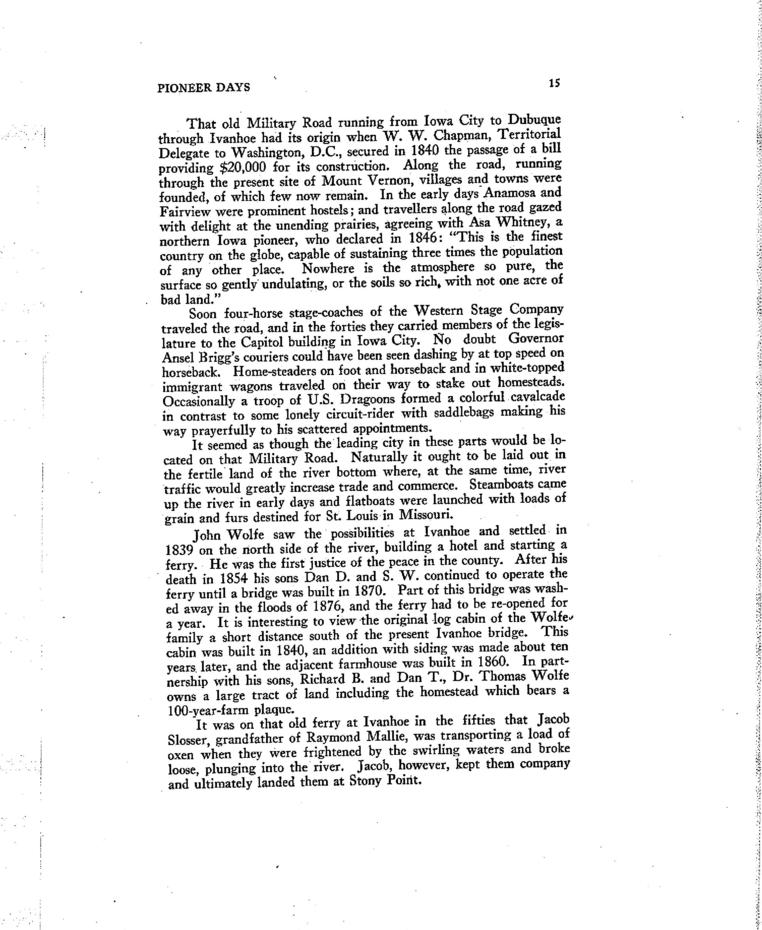 PIONEER DAYS 15
That old Military Road running from Iowa City to Dubuque
through Ivanhoe had its origin when W. W. Chapman, Territorial
Delegate to Washington, D.C., secured in 1840 the passage of a bill
providing $20,000 for its construction. Along the road, running
through the present site of Mount Vernon, villages and towns were
founded, of which few now remain. In the early days Anamosa and
Fairview were prominent hostels; and travellers along the road gazed
with delight at the unending prairies, agreeing with Asa Whitney, a
northern Iowa pioneer, who declared in 1846: "This is the finest
country on the globe, capable of sustaining three times the population
of any other place. Nowhere is the atmosphere so pure, the
surface so gently undulating, or the soils so rich, with not one acre of
bad land."
Soon four-horse stage-coaches of the Western Stage Company
traveled the road, and in the forties they carried members of the legis-
lature to the Capitol building in Iowa City. No doubt Governor
Ansel Brigg's couriers could have been seen dashing by at top speed on
horseback. Home-steaders on foot and horseback and in white-topped
immigrant wagons traveled on their way to stake out homesteads.
Occasionally a troop of U.S. Dragoons formed a colorful cavalcade
in contrast to some lonely circuit-rider with saddlebags making his
way prayerfully to his scattered appointments.
It seemed as though the leading city in these parts would be lo-
cated on that Military Road. Naturally it ought to be laid out in
the fertile land of the river bottom where, at the same time, river
traffic would greatly increase trade and commerce. Steamboats came
up the river in early days and flatboats were launched with loads of
grain and furs destined for St. Louis in Missouri.
John Wolfe saw the possibilities at Ivanhoe and settled in
1839 on the north side of the river, building a hotel and starting a
ferry. He was the first justice of the peace in the county. After his
death in 1854 his sons Dan D. and S. W. continued to operate the
ferry until a bridge was built in 1870. Part of this bridge was wash-
ed away in the floods of 1876, and the ferry had to be re-opened for
a year. It is interesting to view the original log cabin of the Wolfe
family a short distance south of the present Ivanhoe bridge. This
cabin was built in 1840, an addition with siding was made about ten
years later, and the adjacent farmhouse was built in 1860. In part-
nership with his sons, Richard B. and Dan T., Dr. Thomas Wolfe
owns a large tract of land including the homestead which bears a
100-year-farm plaque.
It was on that old ferry at Ivanhoe in the fifties that Jacob
Slosser, grandfather of Raymond Mallie, was transporting a load of
oxen when they were frightened by the swirling waters and broke
loose, plunging into the river. Jacob, however, kept them company
and ultimately landed them at Stony Point.